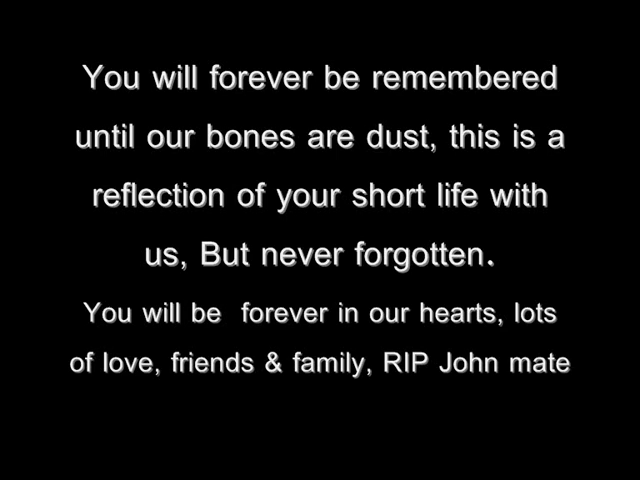 You will forever be remembered
until our bones are dust, this is a
reflection of your short life with
us, But never forgotten.
You will be  forever in our hearts, lots
of love, friends & family, RIP John mate